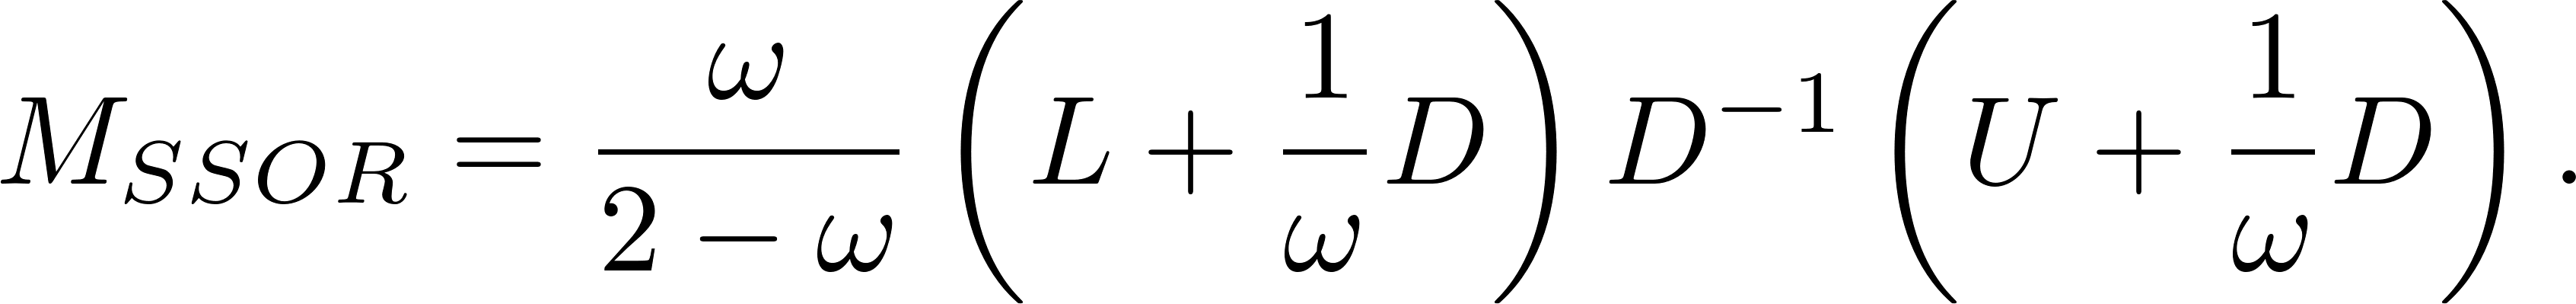 M_{SSOR} = \frac{\omega}{2 - \omega} \left( L + \frac{1}{\omega} D \right) D^{-1} \left( U + \frac{1}{\omega} D \right).